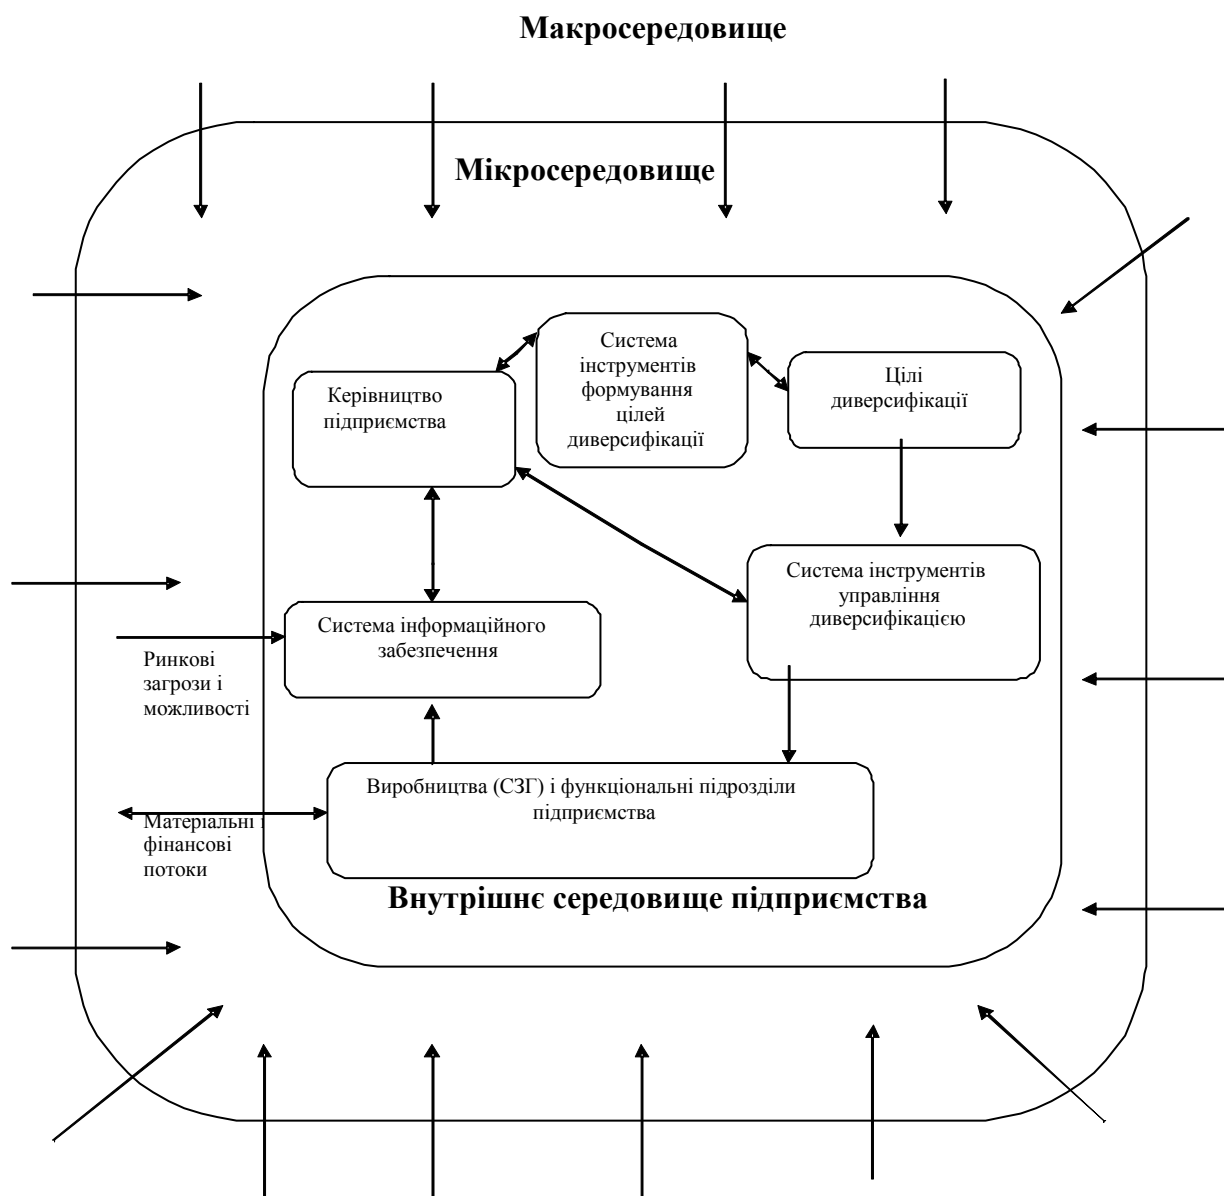 Макросередовище
Мікросередовище
Система
інструментів
формування
цілей
диверсифікації
Цілі
диверсифікації
Керівництво
підприємства
Система інструментів
управління
диверсифікацією
Система інформаційного
забезпечення
Ринкові
загрози і
можливості
Виробництва (СЗГ) і функціональні підрозділи
підприємства
Матеріальні і
фінансові
потоки
Внутрішнє середовище підприємства